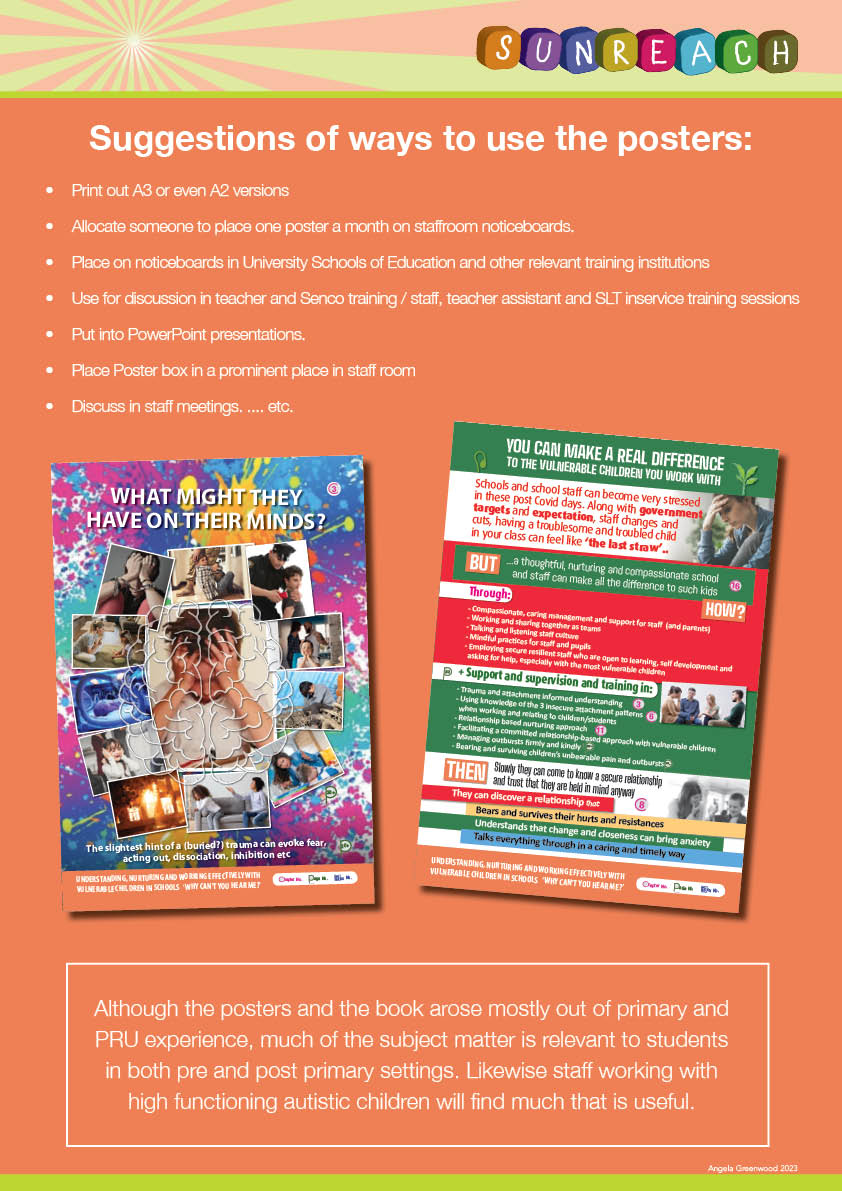 SUNREACH
Suggestions of ways to use the posters:
• Print out A3 or even A2 versions
• Allocate someone to place one poster a month on staffroom noticeboards.
• Place on noticeboards in University Schools of Education and other relevant training institutions
• Use for discussion in teacher and Senco training / staff, teacher assistant and SLT inservice training sessions
• Put into PowerPoint presentations.
• Place Poster box in a prominent place in staff room
• Discuss in staff meetings. .... etc.
WHAT MIGHT THEY
HAVE ON THEIR MINDS?
3
The slightest hint of a (buried?) trauma can evoke fear,
acting out, dissociation, inhibition etc
UNDERSTANDING, NURTURING AND WORKING EFFECTIVELY WITH
VULNERABLE CHILDREN IN SCHOOLS 'WHY CAN'T YOU HEAR ME?'
Chapter No. Page No.
YOU CAN MAKE A REAL DIFFERENCE
TO THE VULNERABLE CHILDREN YOU WORK WITH
Schools and school staff can become very stressed
in these post Covid days. Along with government
targets and expectation, staff changes and
cuts, having a troublesome and troubled child
in your class can feel like 'the last straw'..
BUT ...a thoughtful, nurturing and compassionate school
and staff can make all the difference to such kids 16
HOW?
Through;
- Compassionate, caring management and support for staff (and parents)
- Working and sharing together as teams
- Talking and listening staff culture
- Mindful practices for staff and pupils
- Employing secure resilient staff who are open to learning, self development and
asking for help, especially with the most vulnerable children
+ Support and supervision and training in:
- Trauma and attachment informed understanding 3
- Using knowledge of the 3 insecure attachment patterns 6
when working and relating to children/students
- Relationship based nurturing approach 11
- Facilitating a committed relationship-based approach with vulnerable children
- Managing outbursts firmly and kindly
- Bearing and surviving children's unbearable pain and outbursts
THEN Slowly they can come to know a secure relationship
and trust that they are held in mind anyway
They can discover a relationship that 8
Bears and survives their hurts and resistances
Understands that change and closeness can bring anxiety
Talks everything through in a caring and timely way
UNDERSTANDING, NURTURING AND WORKING EFFECTIVELY WITH
VULNERABLE CHILDREN IN SCHOOLS 'WHY CAN'T YOU HEAR ME?'
Chapter No. Page No.
Although the posters and the book arose mostly out of primary and
PRU experience, much of the subject matter is relevant to students
in both pre and post primary settings. Likewise staff working with
high functioning autistic children will find much that is useful.
Angela Greenwood 2023